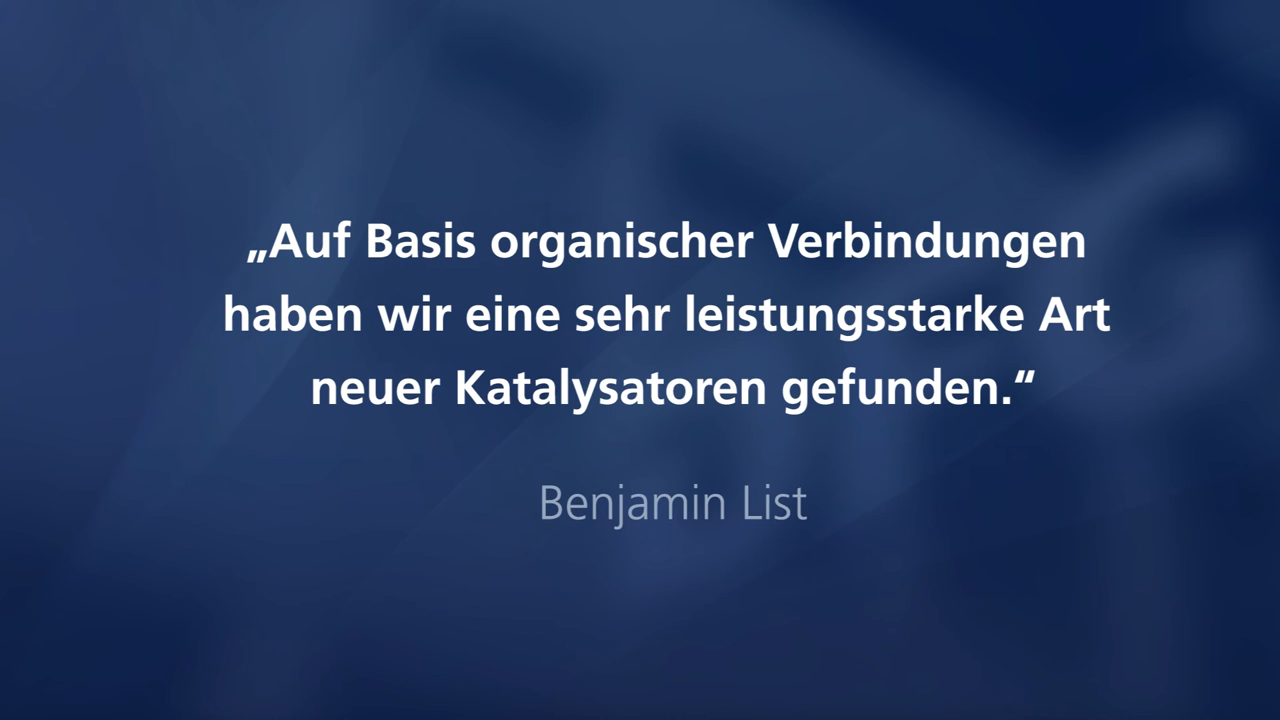 „Auf Basis organischer Verbindungen
haben wir eine sehr leistungsstarke Art
neuer Katalysatoren gefunden.“
Benjamin List